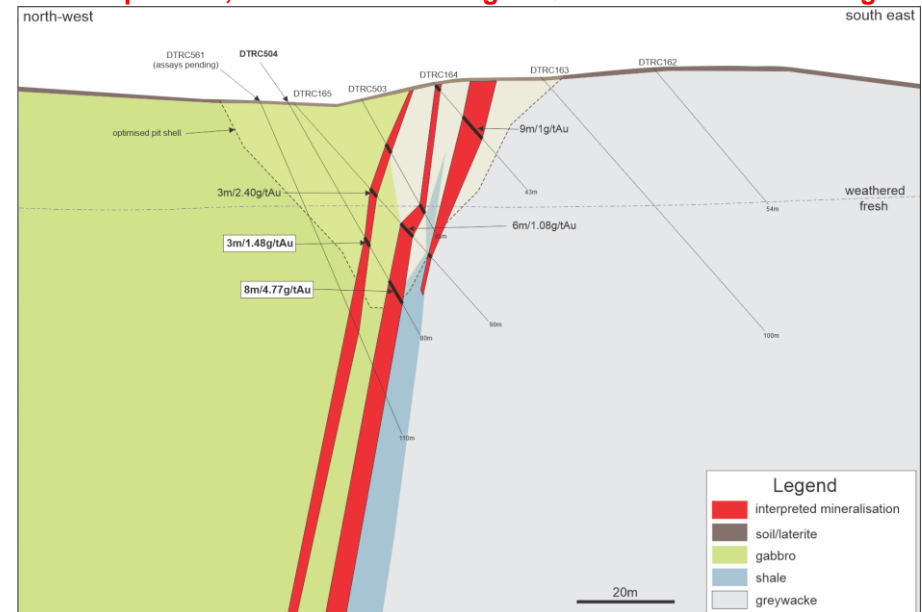 north-west
south east
DTRC561
(assays pending)
DTRC504
DTRC165
DTRC503
DTRC164
DTRC163
DTRC162
optimised pit shell
9m/1g/tAu
3m/2.40g/tAu
43m
54m
weathered
fresh
6m/1.08g/tAu
3m/1.48g/tAu
8m/4.77g/tAu
80m
100m
110m
Legend
interpreted mineralisation
soil/laterite
gabbro
shale
greywacke
20m